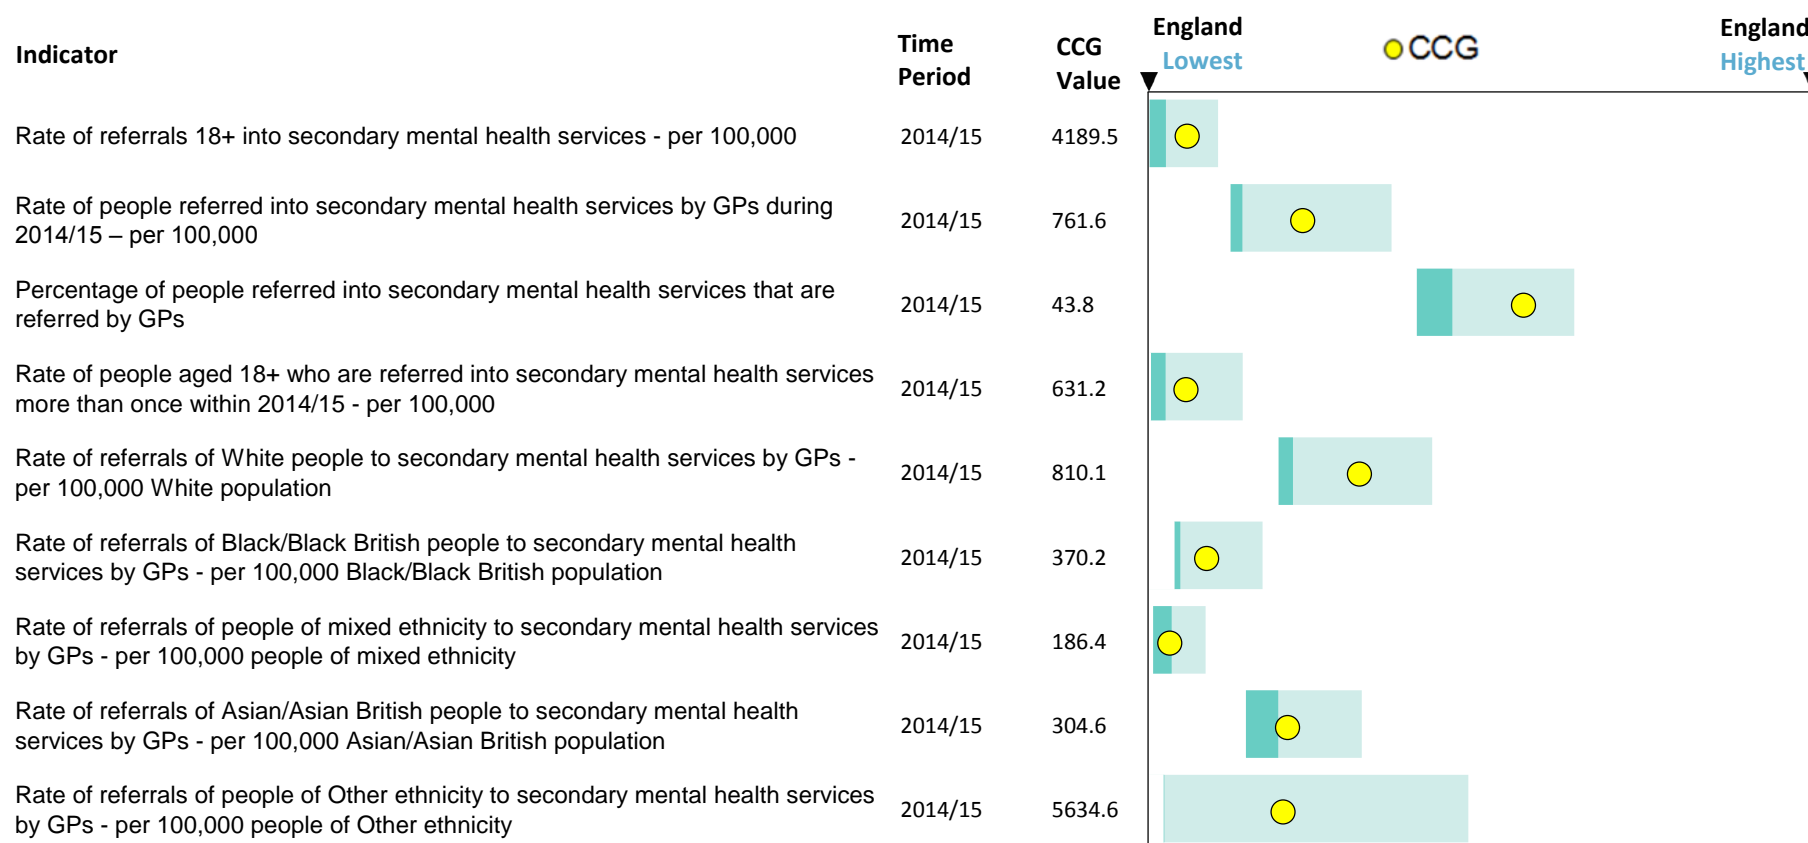 Indicator
Time Period
CCG Value
England Lowest
CCG
England Highest
Rate of referrals 18+ into secondary mental health services - per 100,000
2014/15
4189.5
Rate of people referred into secondary mental health services by GPs during
2014/15 – per 100,000
2014/15
761.6
Percentage of people referred into secondary mental health services that are
referred by GPs
2014/15
43.8
Rate of people aged 18+ who are referred into secondary mental health services
more than once within 2014/15 - per 100,000
2014/15
631.2
Rate of referrals of White people to secondary mental health services by GPs -
per 100,000 White population
2014/15
810.1
Rate of referrals of Black/Black British people to secondary mental health
services by GPs - per 100,000 Black/Black British population
2014/15
370.2
Rate of referrals of people of mixed ethnicity to secondary mental health services
by GPs - per 100,000 people of mixed ethnicity
2014/15
186.4
Rate of referrals of Asian/Asian British people to secondary mental health
services by GPs - per 100,000 Asian/Asian British population
2014/15
304.6
Rate of referrals of people of Other ethnicity to secondary mental health services
by GPs - per 100,000 people of Other ethnicity
2014/15
5634.6